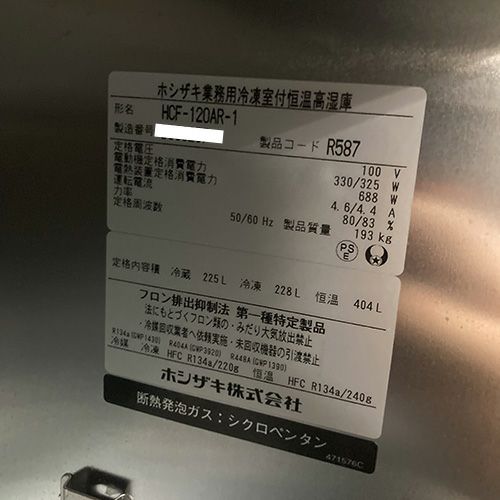 ホシザキ業務用冷凍室付恒温高湿庫
形名 HCF-120AR-1
製造番号
製品コード R587
定格電圧 100 V
電動機定格消費電力 330/325 W
電熱装置定格消費電力 688 W
運転電流 4.6/4.4 A
力率 80/83 %
定格周波数 50/60 Hz 製品質量 193 kg
PS E
定格内容積 冷蔵 225L 冷凍 228L 恒温 404L
フロン排出抑制法 第一種特定製品
法にもとづくフロン類の・みだり大気放出禁止
・冷媒回収業者へ依頼実施・未回収機器の引渡禁止
R134a(GWP1430) R404A(GWP3920) R448A(GWP1390)
冷媒 冷凍 HFC R134a/220g 恒温 HFC R134a/240g
ホシザキ株式会社
断熱発泡ガス：シクロペンタン
471576C